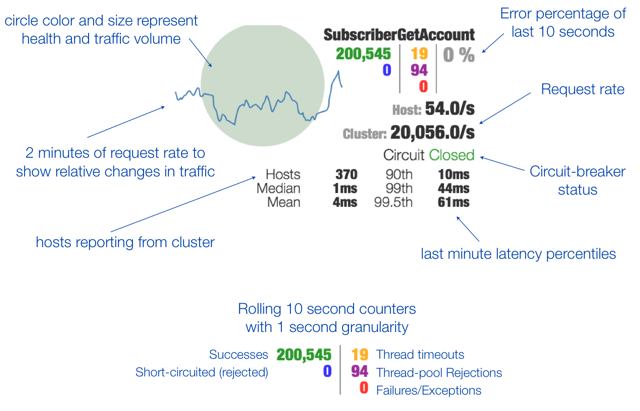 circle color and size represent
health and traffic volume
Error percentage of
last 10 seconds
SubscriberGetAccount
200,545 19 0 %
0 94
0
Host: 54.0/s
Cluster: 20,056.0/s
Request rate
Circuit Closed
2 minutes of request rate to
show relative changes in traffic
Circuit-breaker
status
Hosts 370 90th 10ms
Median 1ms 99th 44ms
Mean 4ms 99.5th 61ms
hosts reporting from cluster
last minute latency percentiles
Rolling 10 second counters
with 1 second granularity
Successes 200,545 19 Thread timeouts
Short-circuited (rejected) 0 94 Thread-pool Rejections
0 Failures/Exceptions